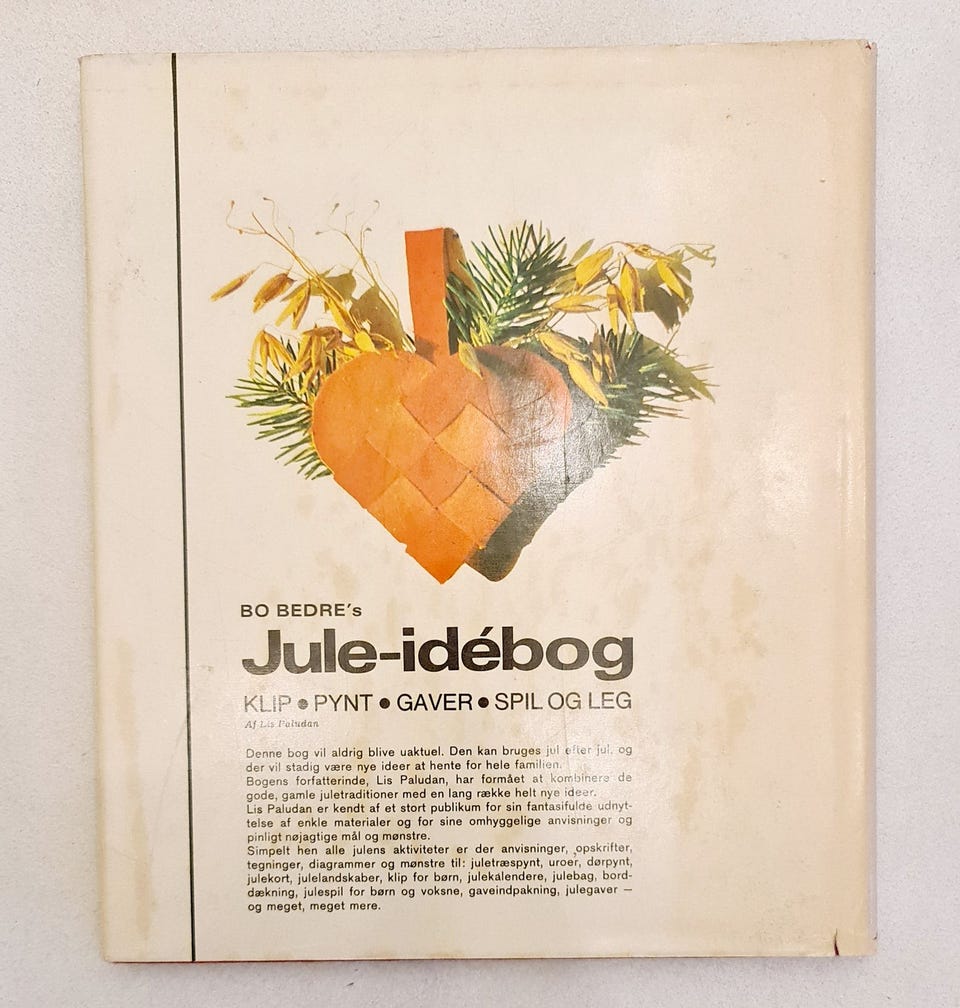 BO BEDRE's
Jule-idébog
KLIP ● PYNT ● GAVER ● SPIL OG LEG
Af Lis Paludan
Denne bog vil aldrig blive uaktuel. Den kan bruges jul efter jul, og
der vil stadig være nye ideer at hente for hele familien.
Bogens forfatterinde, Lis Paludan, har formået at kombinere de
gode, gamle juletraditioner med en lang række helt nye ideer.
Lis Paludan er kendt af et stort publikum for sin fantasifulde udnyt-
telse af enkle materialer og for sine omhyggelige anvisninger og
pinligt nøjagtige mål og mønstre.
Simpelt hen alle julens aktiviteter er der anvisninger, opskrifter,
tegninger, diagrammer og mønstre til: juletræspynt, uroer, dørpynt,
julekort, julelandskaber, klip for børn, julekalendere, julebag, bord-
dækning, julespil for børn og voksne, gaveindpakning, julegaver —
og meget, meget mere.